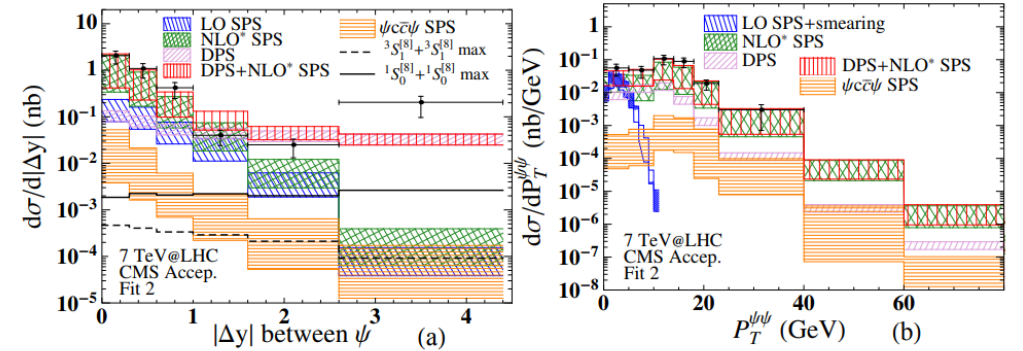 dσ/d|Δy| (nb)
10
1
10⁻¹
10⁻²
10⁻³
10⁻⁴
10⁻⁵
LO SPS
NLO* SPS
DPS
DPS+NLO* SPS
ψcc̄ψ SPS
³S₁^[8]+³S₁^[8] max
¹S₀^[8]+¹S₀^[8] max
7 TeV@LHC
CMS Accep.
Fit 2
0 1 2 3 4
|Δy| between ψ (a)
dσ/dP_T^ψψ (nb/GeV)
10²
10¹
1
10⁻¹
10⁻²
10⁻³
10⁻⁴
10⁻⁵
10⁻⁶
10⁻⁷
10⁻⁸
LO SPS+smearing
NLO* SPS
DPS
DPS+NLO* SPS
ψcc̄ψ SPS
7 TeV@LHC
CMS Accep.
Fit 2
0 20 40 60
P_T^ψψ (GeV) (b)